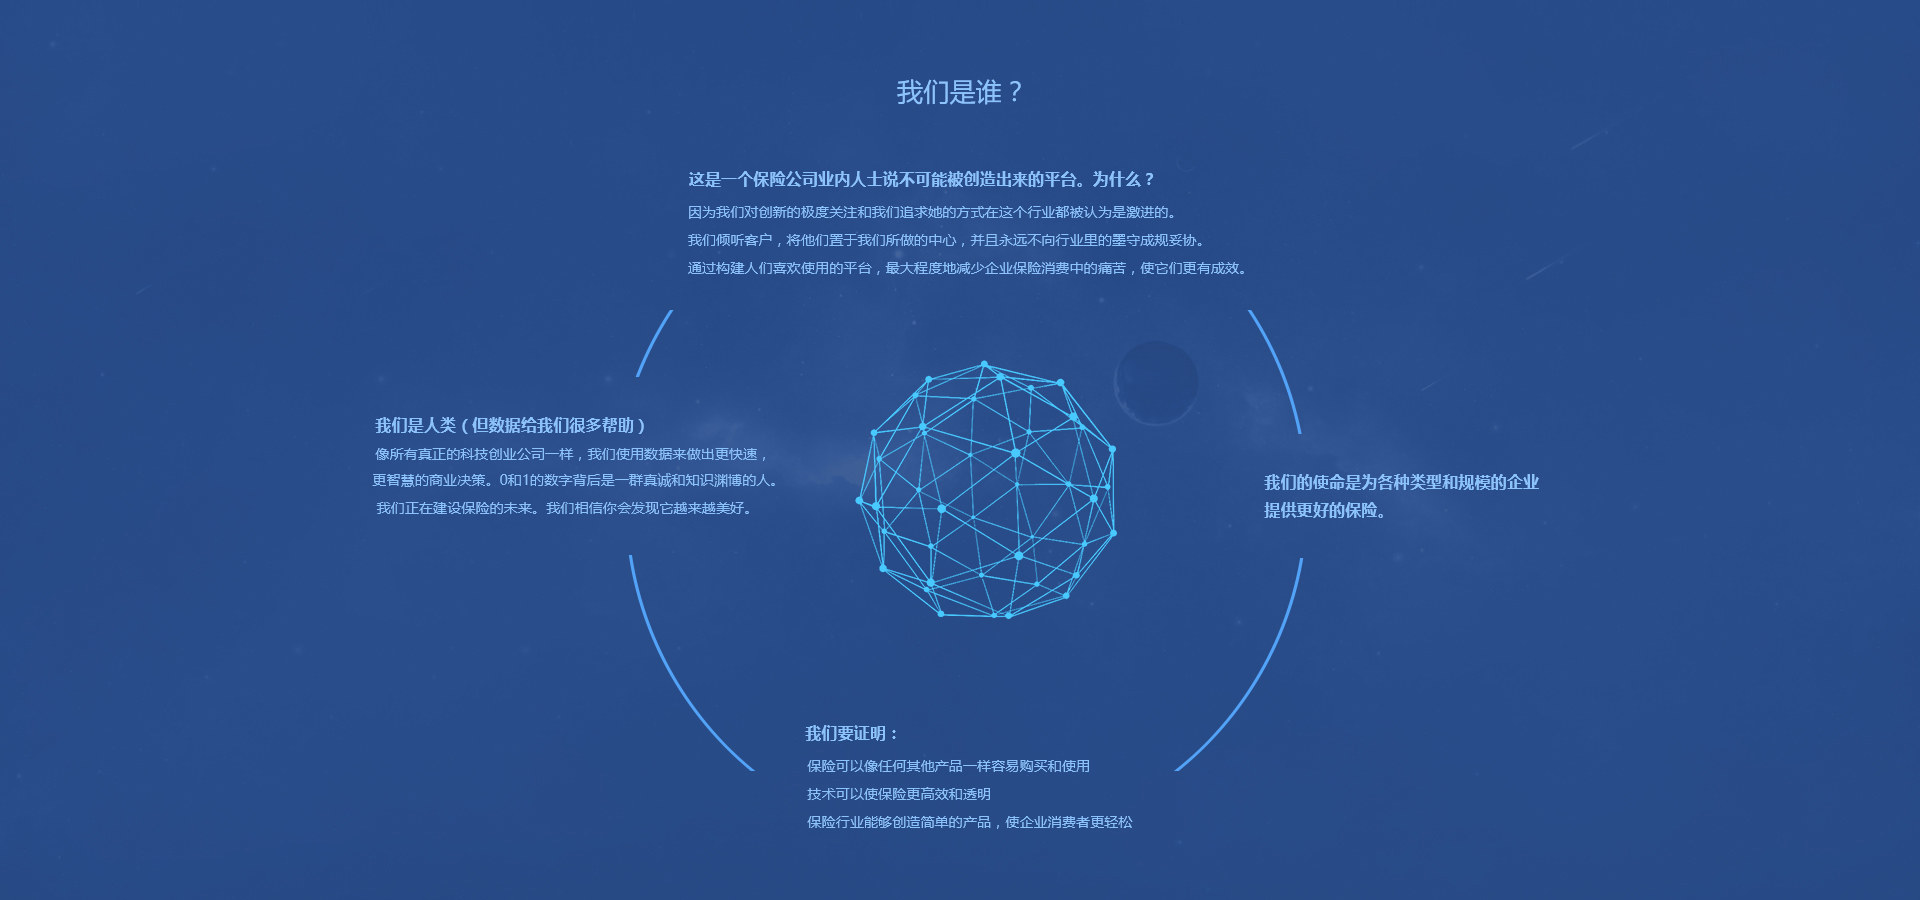 我们是谁？
这是一个保险公司业内人士说不可能被创造出来的平台。为什么？
因为我们对创新的极度关注和我们追求她的方式在这个行业都被认为是激进的。
我们倾听客户，将他们置于我们所做的中心，并且永远不向行业里的墨守成规妥协。
通过构建人们喜欢使用的平台，最大程度地减少企业保险消费中的痛苦，使它们更有成效。
我们是人类（但数据给我们很多帮助）
像所有真正的科技创业公司一样，我们使用数据来做出更快速，
更智慧的商业决策。0和1的数字背后是一群真诚和知识渊博的人。
我们正在建设保险的未来。我们相信你会发现它越来越美好。
我们的使命是为各种类型和规模的企业
提供更好的保险。
我们要证明：
保险可以像任何其他产品一样容易购买和使用
技术可以使保险更高效和透明
保险行业能够创造简单的产品，使企业消费者更轻松